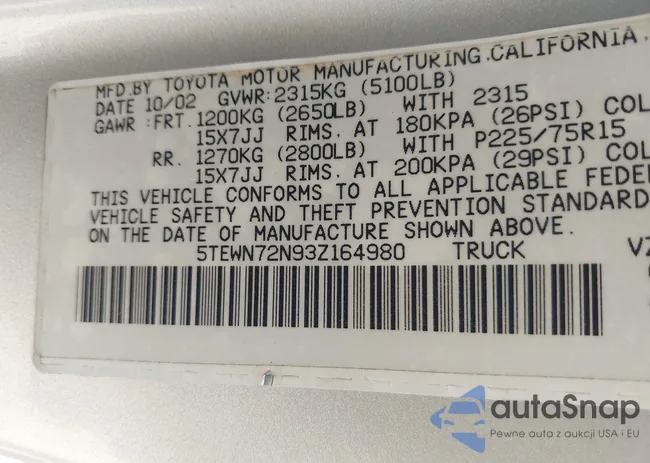 MFD.BY TOYOTA MOTOR MANUFACTURING.CALIFORNIA.
DATE 10/02 GVWR:2315KG (5100LB)
GAWR:FRT. 1200KG (2650LB) WITH 2315
15X7JJ RIMS. AT 180KPA (26PSI) COL
RR. 1270KG (2800LB) WITH P225/75R15
15X7JJ RIMS. AT 200KPA (29PSI) COL
THIS VEHICLE CONFORMS TO ALL APPLICABLE FEDE
VEHICLE SAFETY AND THEFT PREVENTION STANDARD
ON THE DATE OF MANUFACTURE SHOWN ABOVE.
5TEWN72N93Z164980 TRUCK VZ
autaSnap
Pewne auta z aukcji USA i EU